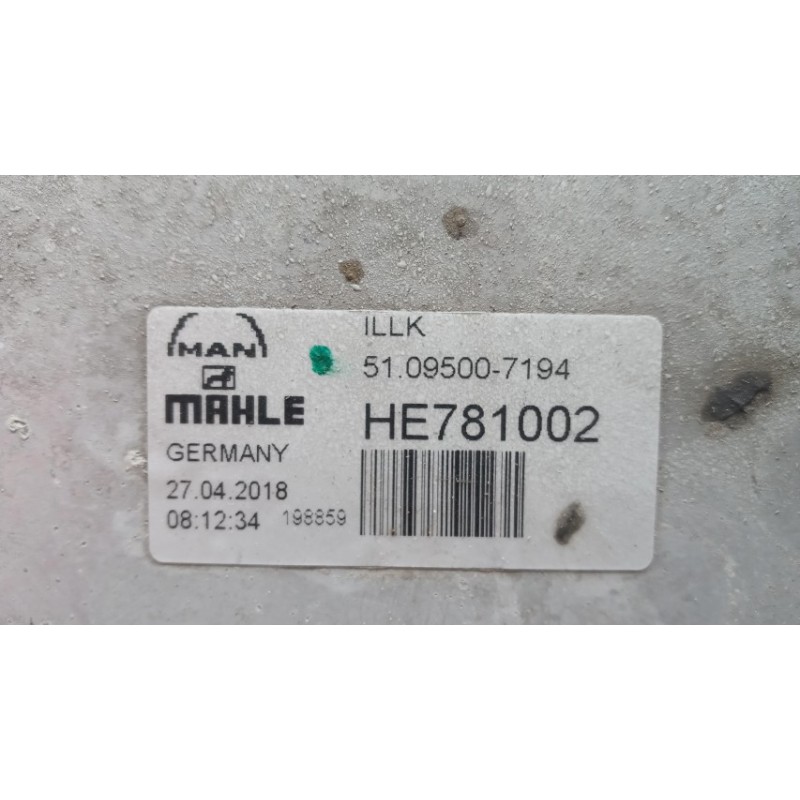 MAN
MAHLE
GERMANY
27.04.2018
08:12:34 198859
ILLK
51.09500-7194
HE781002